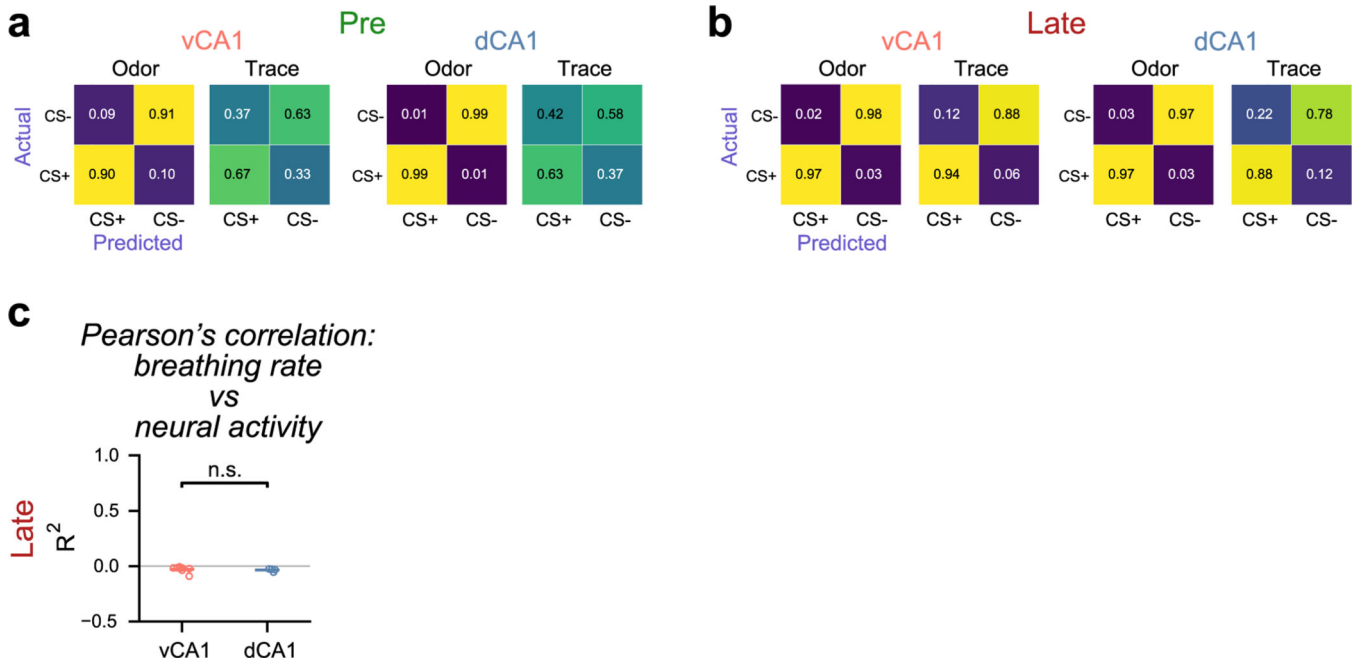 a
Pre
vCA1
dCA1
Odor
Trace
Odor
Trace
Actual
CS-
0.09
0.91
0.37
0.63
CS-
0.01
0.99
0.42
0.58
CS+
0.90
0.10
0.67
0.33
CS+
0.99
0.01
0.63
0.37
CS+ CS-
CS+ CS-
CS+ CS-
CS+ CS-
Predicted
b
Late
vCA1
dCA1
Odor
Trace
Odor
Trace
Actual
CS-
0.02
0.98
0.12
0.88
CS-
0.03
0.97
0.22
0.78
CS+
0.97
0.03
0.94
0.06
CS+
0.97
0.03
0.88
0.12
CS+ CS-
CS+ CS-
CS+ CS-
CS+ CS-
Predicted
c
Pearson's correlation:
breathing rate
vs
neural activity
Late
R²
1.0
0.5
0.0
−0.5
n.s.
vCA1 dCA1